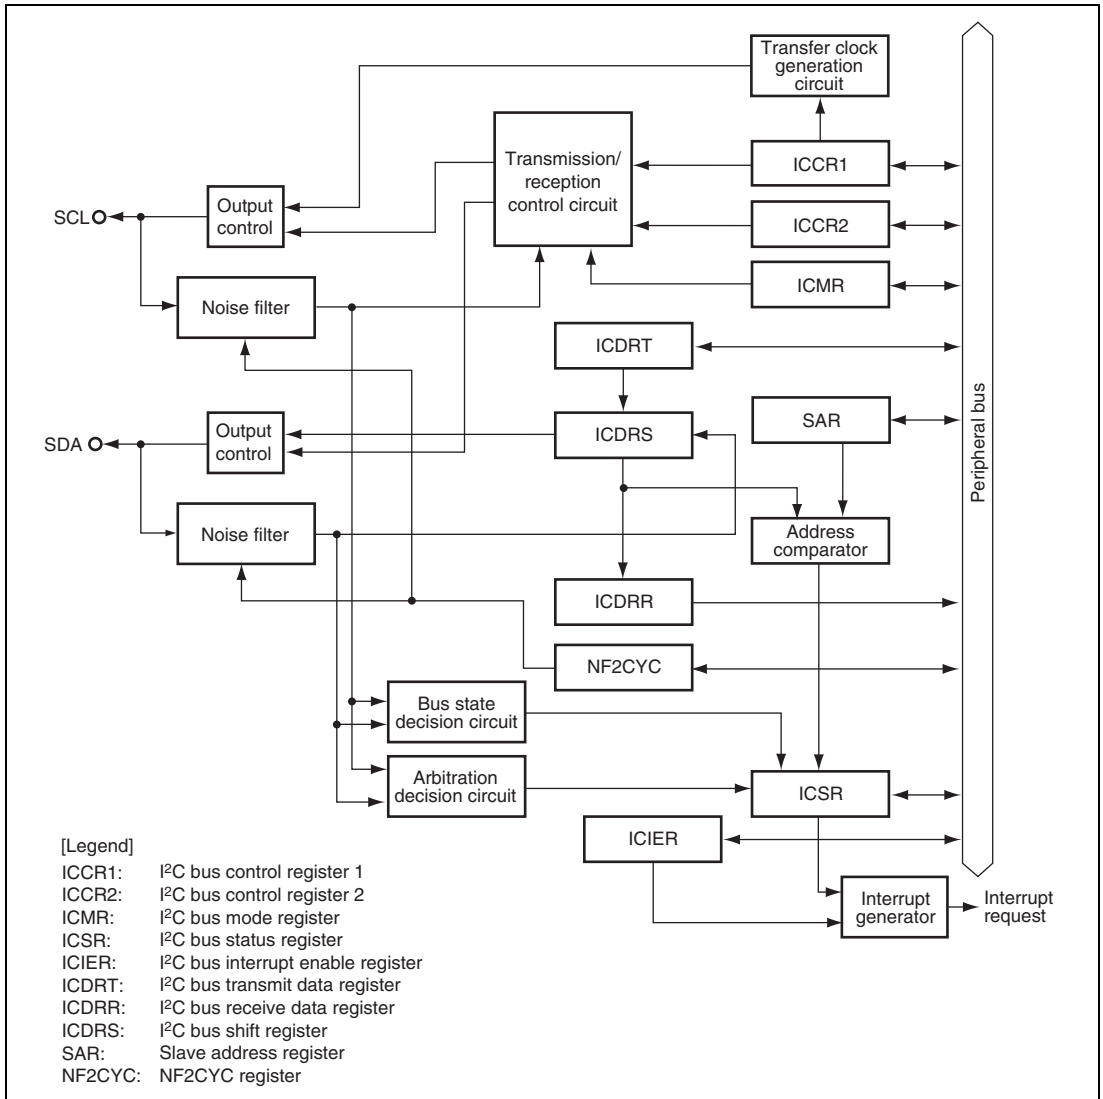 Transfer clock
generation
circuit
Transmission/
reception
control circuit
ICCR1
SCL
Output
control
ICCR2
ICMR
Noise filter
ICDRT
Peripheral bus
SAR
SDA
Output
control
ICDRS
Noise filter
Address
comparator
ICDRR
NF2CYC
Bus state
decision circuit
Arbitration
decision circuit
ICSR
ICIER
Interrupt
generator
Interrupt
request
[Legend]
ICCR1: I²C bus control register 1
ICCR2: I²C bus control register 2
ICMR: I²C bus mode register
ICSR: I²C bus status register
ICIER: I²C bus interrupt enable register
ICDRT: I²C bus transmit data register
ICDRR: I²C bus receive data register
ICDRS: I²C bus shift register
SAR: Slave address register
NF2CYC: NF2CYC register